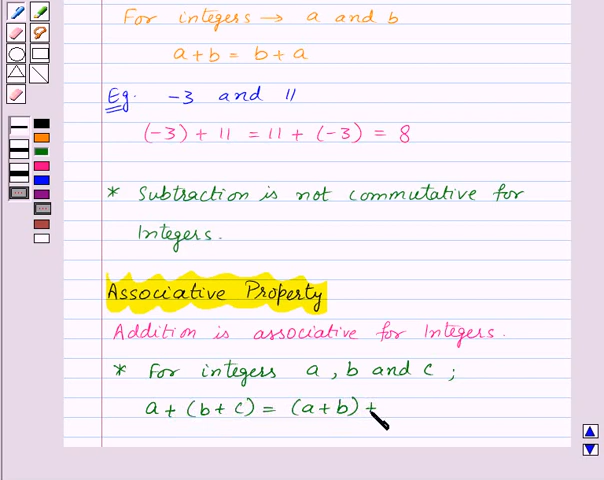 For integers → a and b
a + b = b + a
Eg. -3 and 11
(-3) + 11 = 11 + (-3) = 8
* Subtraction is not commutative for
Integers.
Associative Property
Addition is associative for Integers.
* For integers a, b and c ;
a + (b + c) = (a + b) +